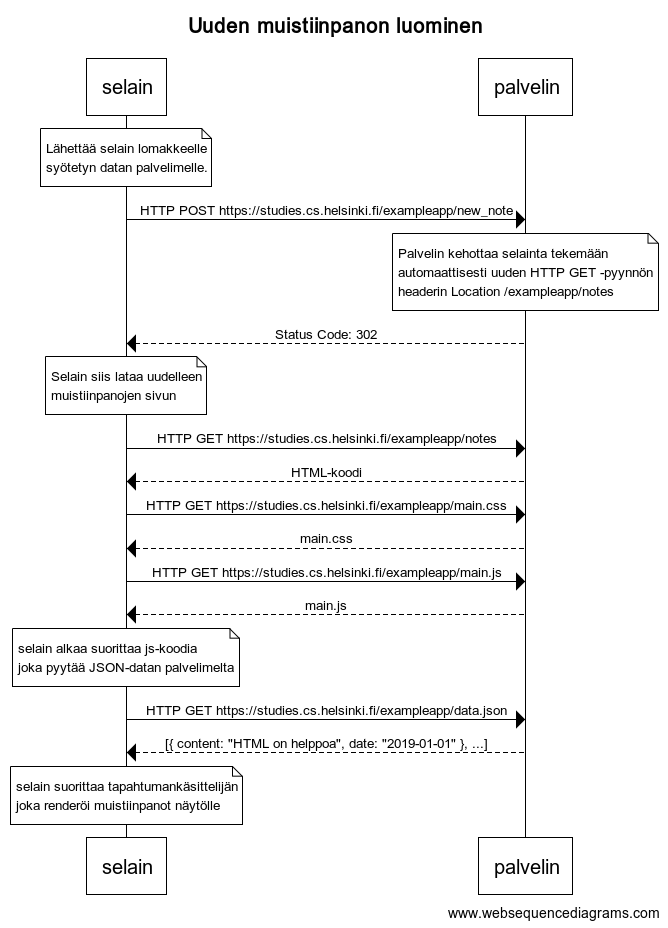 Uuden muistiinpanon luominen
selain
palvelin
Lähettää selain lomakkeelle
syötetyn datan palvelimelle.
HTTP POST https://studies.cs.helsinki.fi/exampleapp/new_note
Palvelin kehottaa selainta tekemään
automaattisesti uuden HTTP GET -pyynnön
headerin Location /exampleapp/notes
Status Code: 302
Selain siis lataa uudelleen
muistiinpanojen sivun
HTTP GET https://studies.cs.helsinki.fi/exampleapp/notes
HTML-koodi
HTTP GET https://studies.cs.helsinki.fi/exampleapp/main.css
main.css
HTTP GET https://studies.cs.helsinki.fi/exampleapp/main.js
main.js
selain alkaa suorittaa js-koodia
joka pyytää JSON-datan palvelimelta
HTTP GET https://studies.cs.helsinki.fi/exampleapp/data.json
[{ content: "HTML on helppoa", date: "2019-01-01" }, ...]
selain suorittaa tapahtumankäsittelijän
joka renderöi muistiinpanot näytölle
selain
palvelin
www.websequencediagrams.com